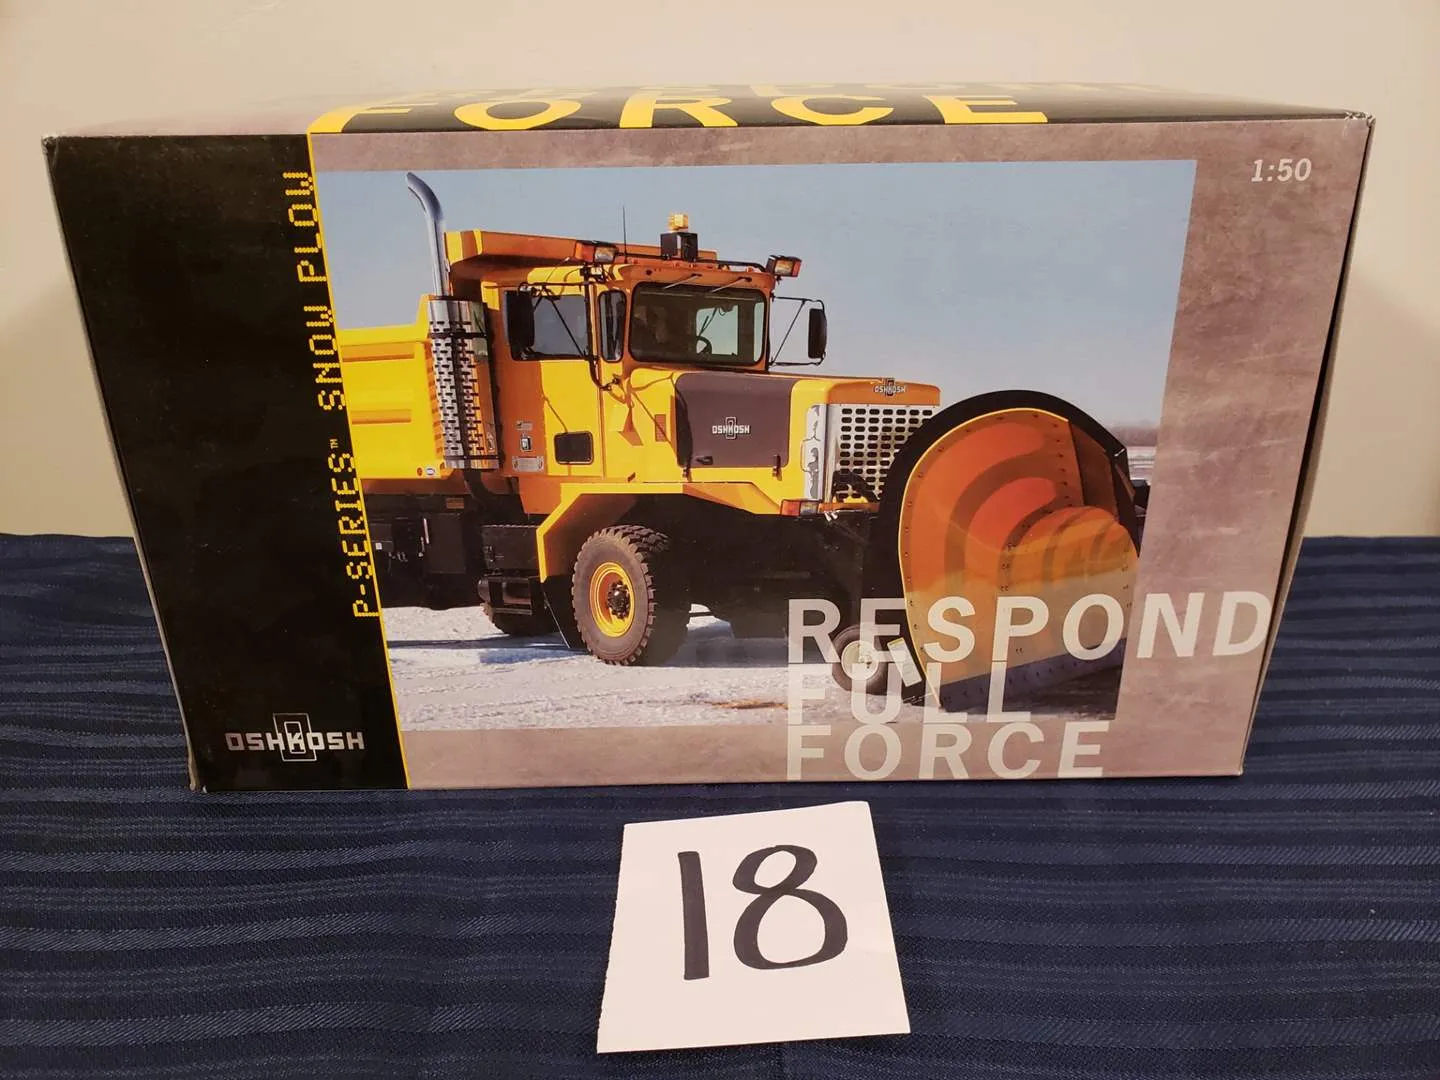 FORCE
1:50
P-SERIES™ SNOW PLOW
OSHKOSH
OSHKOSH
RESPOND
FULL
FORCE
OSHKOSH
18